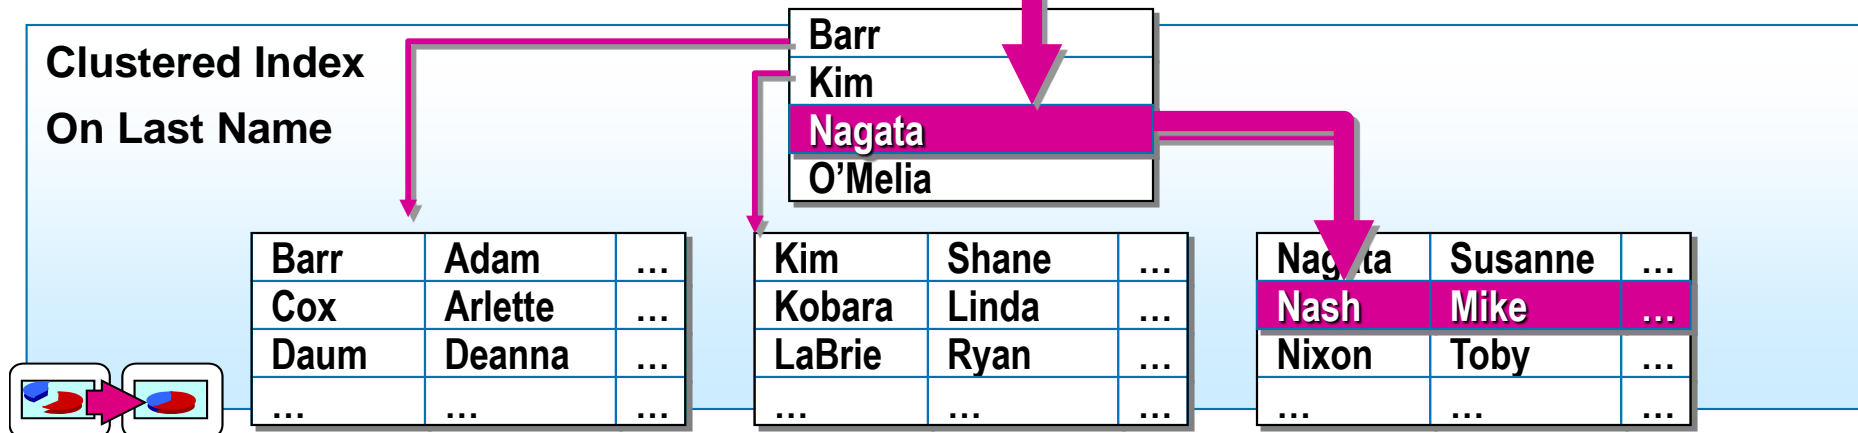 Clustered Index
On Last Name
Barr
Kim
Nagata
O’Melia
Barr Adam …
Cox Arlette …
Daum Deanna …
… … …
Kim Shane …
Kobara Linda …
LaBrie Ryan …
… … …
Nagata Susanne …
Nash Mike …
Nixon Toby …
… … …